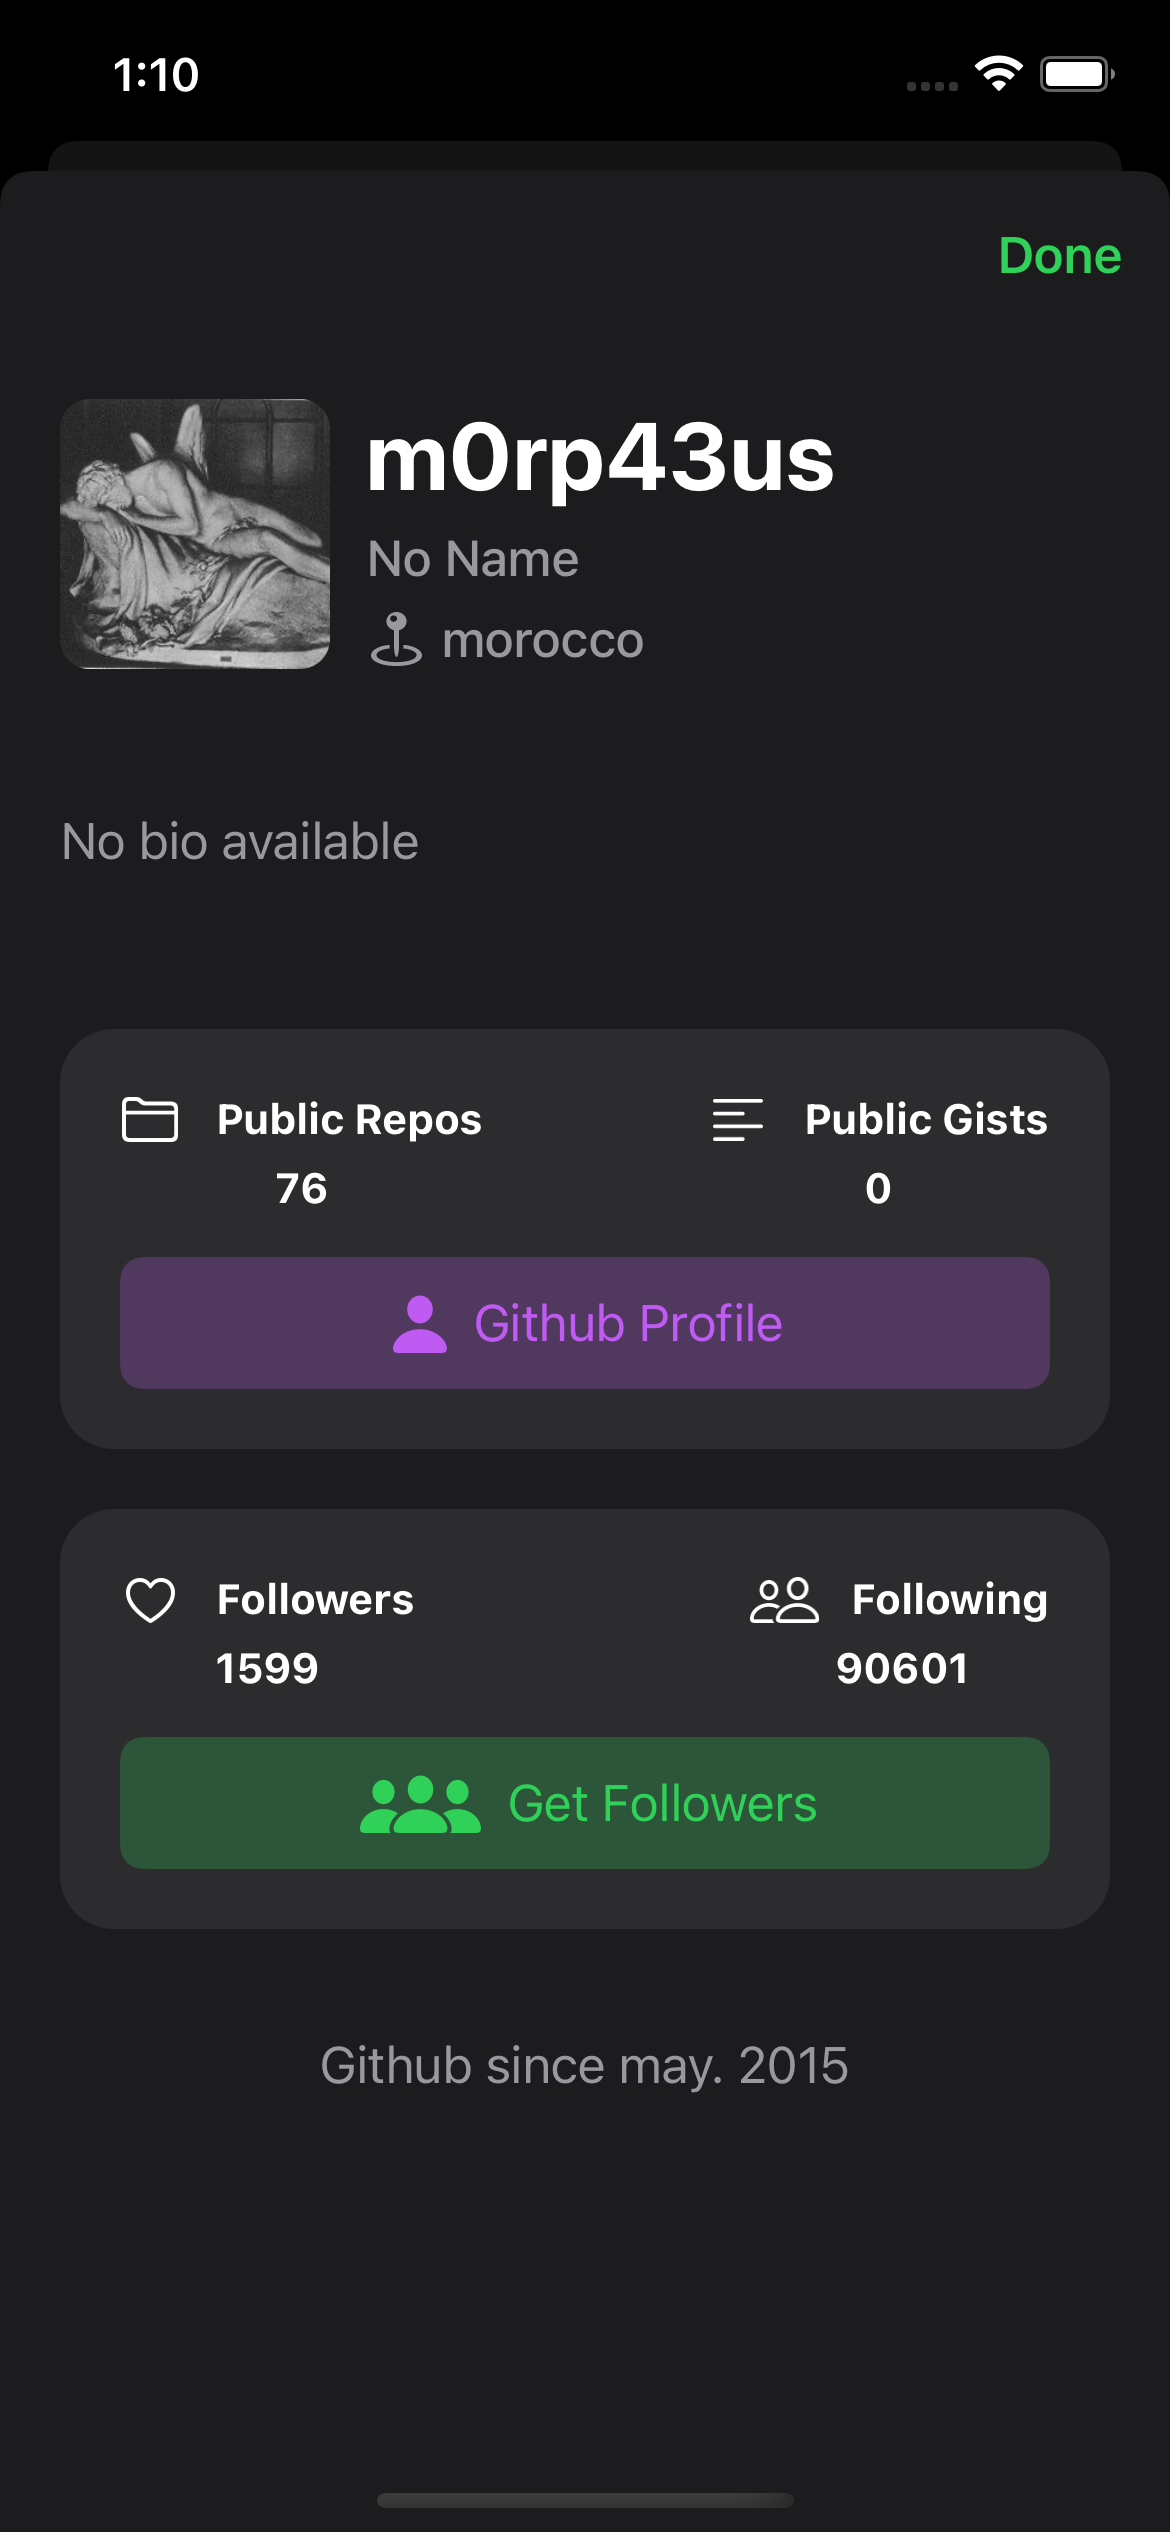 1:10
Done
m0rp43us
No Name
morocco
No bio available
Public Repos
76
Public Gists
0
Github Profile
Followers
1599
Following
90601
Get Followers
Github since may. 2015